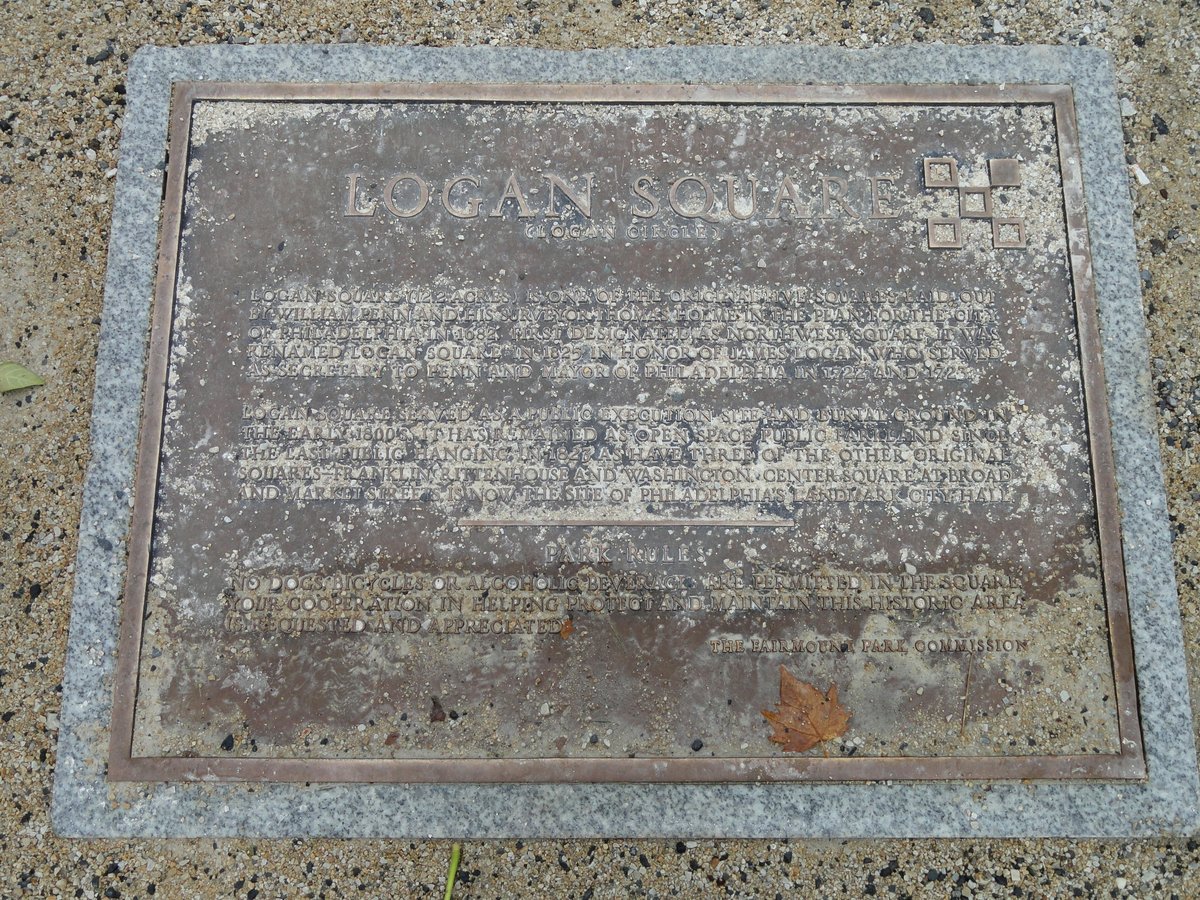 LOGAN SQUARE
(LOGAN CIRCLE)
LOGAN SQUARE (12.2 ACRES) IS ONE OF THE ORIGINAL FIVE SQUARES LAID OUT
BY WILLIAM PENN AND HIS SURVEYOR THOMAS HOLME IN THE PLAN FOR THE CITY
OF PHILADELPHIA IN 1682. FIRST DESIGNATED AS NORTHWEST SQUARE, IT WAS
RENAMED LOGAN SQUARE IN 1825 IN HONOR OF JAMES LOGAN WHO SERVED
AS SECRETARY TO PENN AND MAYOR OF PHILADELPHIA IN 1722 AND 1723.
LOGAN SQUARE SERVED AS A PUBLIC EXECUTION SITE AND BURIAL GROUND IN
THE EARLY 1800'S. IT HAS REMAINED AS OPEN SPACE PUBLIC PARKLAND SINCE
THE LAST PUBLIC HANGING IN 1827 AS HAVE THREE OF THE OTHER ORIGINAL
SQUARES-FRANKLIN, RITTENHOUSE AND WASHINGTON. CENTER SQUARE AT BROAD
AND MARKET STREETS IS NOW THE SITE OF PHILADELPHIA'S LANDMARK CITY HALL.
PARK RULES
NO DOGS, BICYCLES OR ALCOHOLIC BEVERAGES ARE PERMITTED IN THE SQUARE.
YOUR COOPERATION IN HELPING PROTECT AND MAINTAIN THIS HISTORIC AREA
IS REQUESTED AND APPRECIATED.
THE FAIRMOUNT PARK COMMISSION